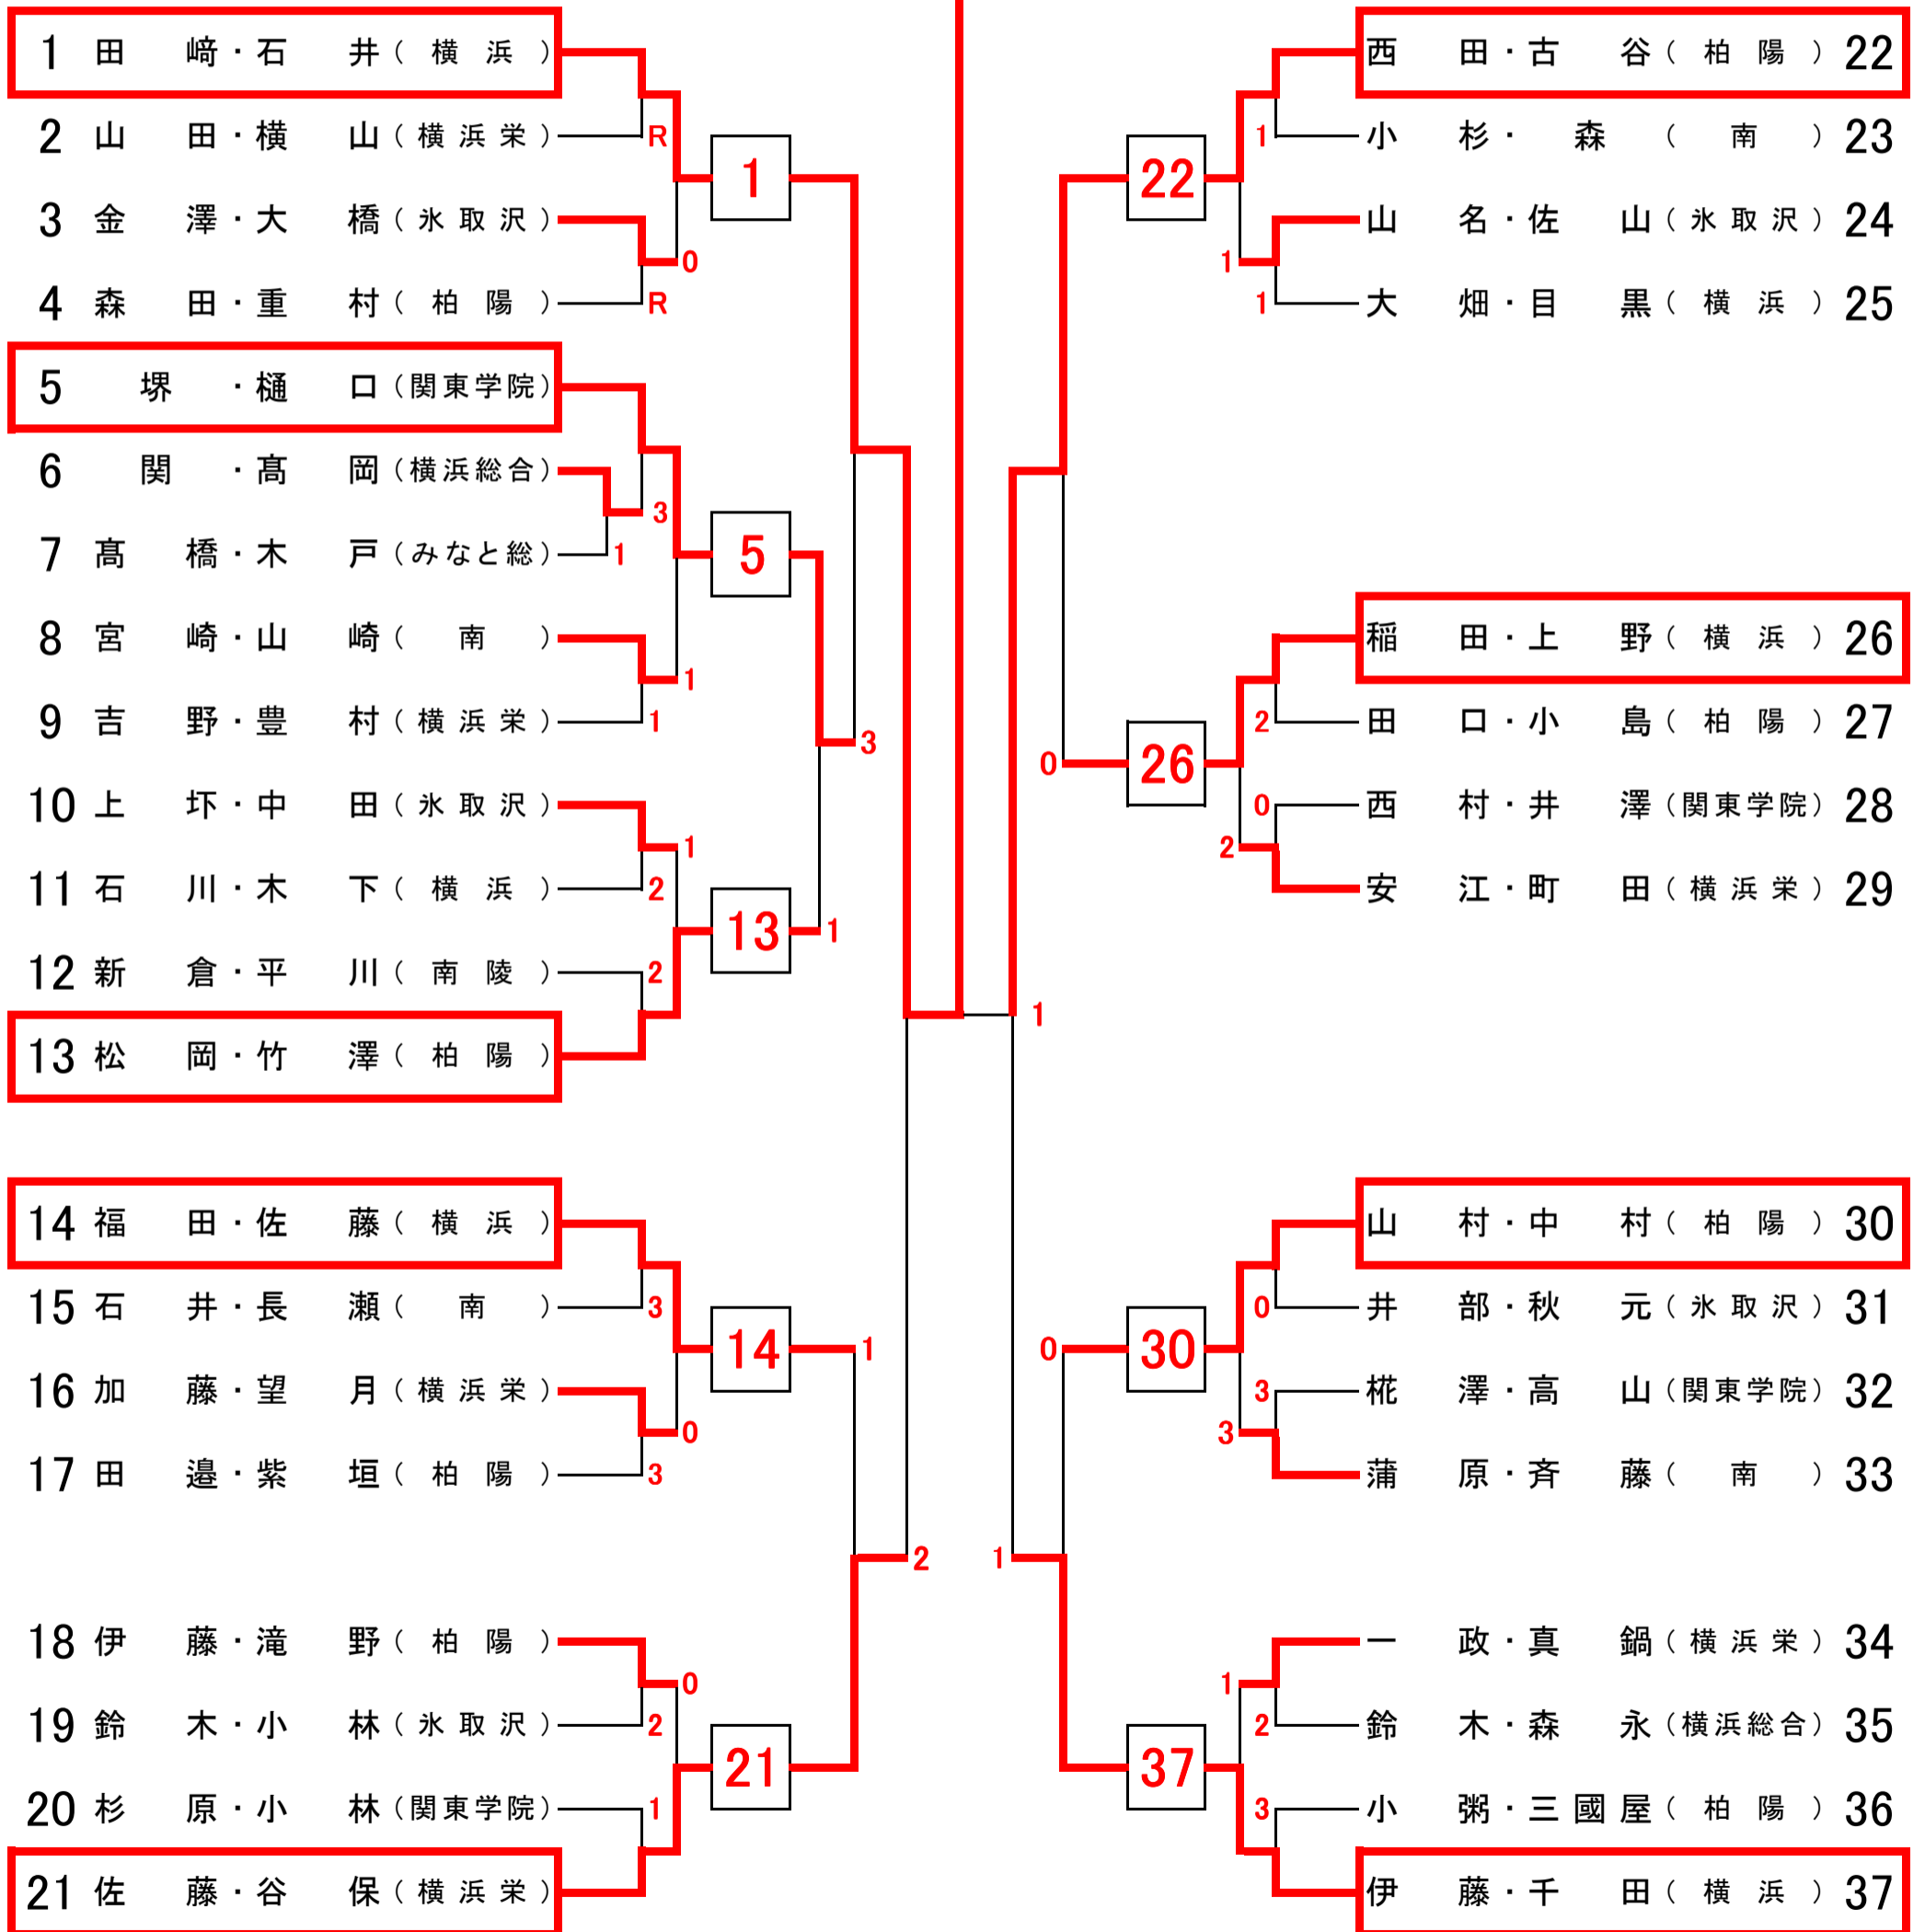 1 田 﨑・石 井（ 横 浜 ）
2 山 田・横 山（横 浜 栄）
R
3 金 澤・大 橋（氷 取 沢）
0
4 森 田・重 村（ 柏 陽 ）
R
1
5 堺 ・樋 口（関東学院）
6 関 ・髙 岡（横浜総合）
3
7 髙 橋・木 戸（みなと総）
1
5
8 宮 崎・山 崎（ 南 ）
1
9 吉 野・豊 村（横 浜 栄）
1
3
10 上 圷・中 田（氷 取 沢）
1
11 石 川・木 下（ 横 浜 ）
2
13
1
12 新 倉・平 川（ 南 陵 ）
2
13 松 岡・竹 澤（ 柏 陽 ）
14 福 田・佐 藤（ 横 浜 ）
15 石 井・長 瀬（ 南 ）
3
14
1
16 加 藤・望 月（横 浜 栄）
0
17 田 邉・紫 垣（ 柏 陽 ）
3
2
18 伊 藤・滝 野（ 柏 陽 ）
0
19 鈴 木・小 林（氷 取 沢）
2
21
20 杉 原・小 林（関東学院）
1
21 佐 藤・谷 保（横 浜 栄）
西 田・古 谷（ 柏 陽 ）22
1
小 杉・ 森 （ 南 ）23
22
山 名・佐 山（氷 取 沢）24
1
1
大 畑・目 黒（ 横 浜 ）25
稲 田・上 野（ 横 浜 ）26
2
田 口・小 島（ 柏 陽 ）27
0
26
0
西 村・井 澤（関東学院）28
2
安 江・町 田（横 浜 栄）29
1
山 村・中 村（ 柏 陽 ）30
0
井 部・秋 元（氷 取 沢）31
0
30
3
椛 澤・高 山（関東学院）32
3
蒲 原・斉 藤（ 南 ）33
1
一 政・真 鍋（横 浜 栄）34
1
2
鈴 木・森 永（横浜総合）35
37
3
小 粥・三 國 屋（ 柏 陽 ）36
伊 藤・千 田（ 横 浜 ）37